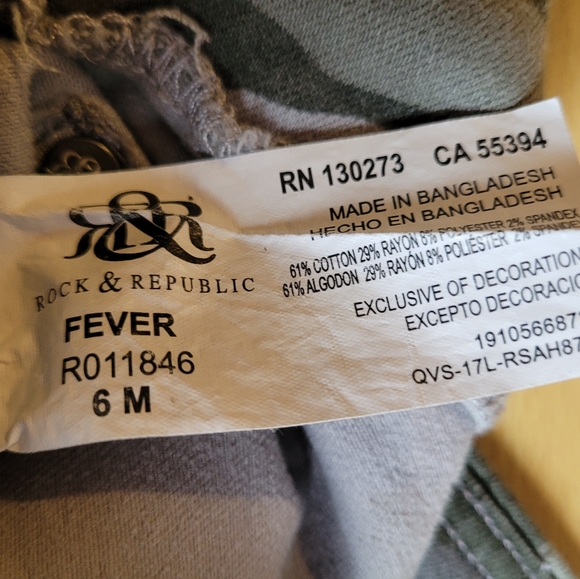 RN 130273 CA 55394
MADE IN BANGLADESH
HECHO EN BANGLADESH
61% COTTON 29% RAYON 8% POLYESTER 2% SPANDEX
61% ALGODON 29% RAYON 8% POLIESTER 2%
EXCLUSIVE OF DECORATION
EXCEPTO DECORACIO
191056687
QVS-17L-RSAH87
R&R
ROCK & REPUBLIC
FEVER
R011846
6 M